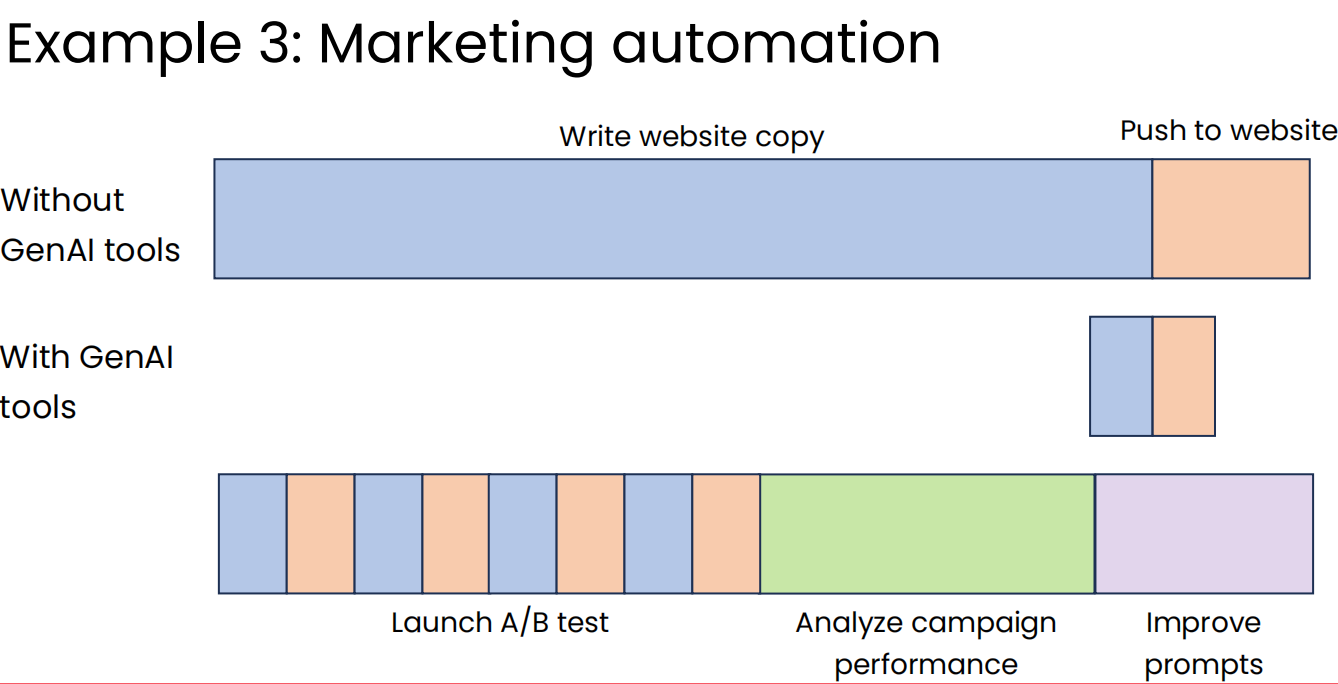 Example 3: Marketing automation
Write website copy
Push to website
Without
GenAI tools
With GenAI
tools
Launch A/B test
Analyze campaign
performance
Improve
prompts